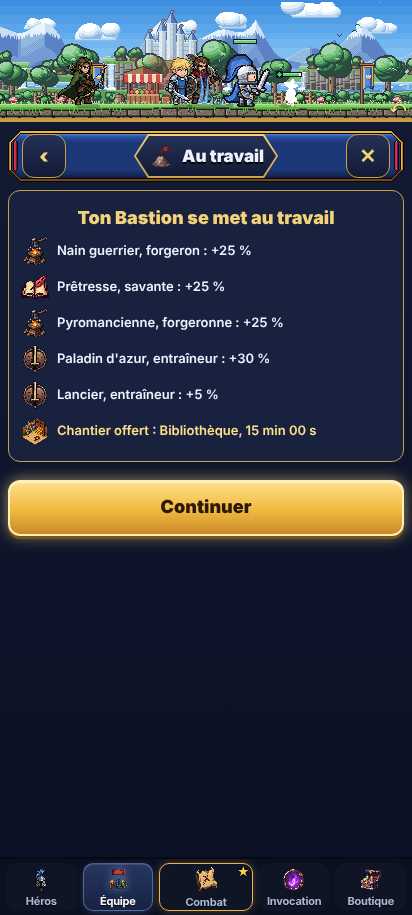 ‹
Au travail
✕
Ton Bastion se met au travail
Nain guerrier, forgeron : +25 %
Prêtresse, savante : +25 %
Pyromancienne, forgeronne : +25 %
Paladin d'azur, entraîneur : +30 %
Lancier, entraîneur : +5 %
Chantier offert : Bibliothèque, 15 min 00 s
Continuer
Héros
Équipe
Combat
Invocation
Boutique